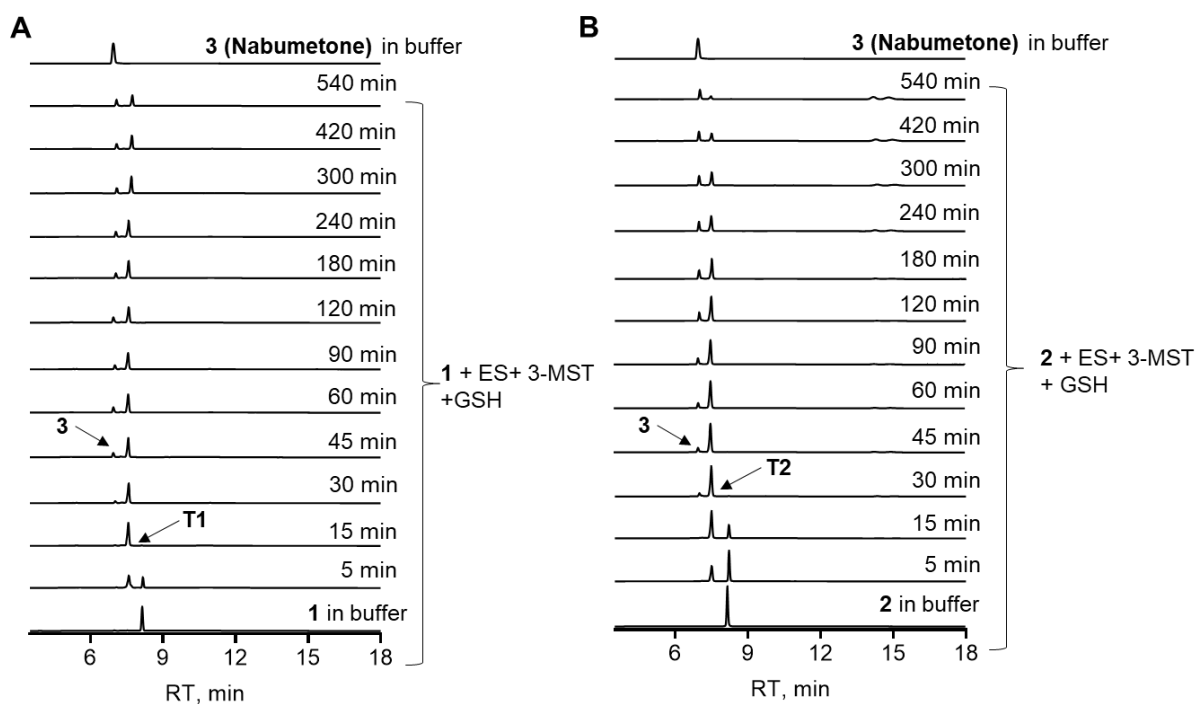 A
3 (Nabumetone) in buffer
540 min
420 min
300 min
240 min
180 min
120 min
90 min
60 min
3
45 min
30 min
T1
15 min
5 min
1 in buffer
1 + ES+ 3-MST
+GSH
6 9 12 15 18
RT, min
B
3 (Nabumetone) in buffer
540 min
420 min
300 min
240 min
180 min
120 min
90 min
60 min
3
45 min
T2
30 min
15 min
5 min
2 in buffer
2 + ES+ 3-MST
+ GSH
6 9 12 15 18
RT, min